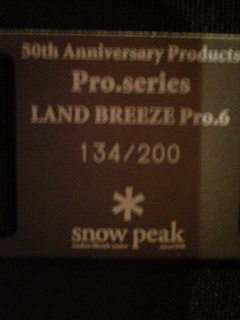 50th Anniversary Products
Pro.series
LAND BREEZE Pro.6
134/200
snow peak